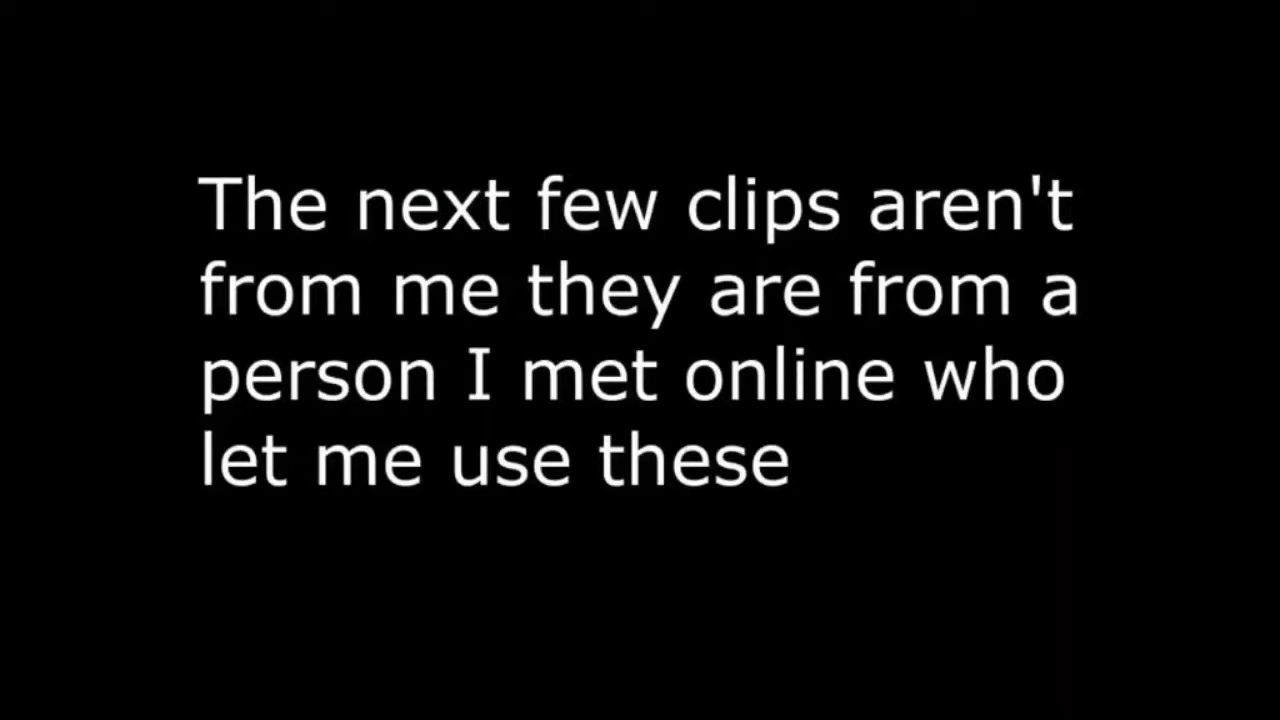 The next few clips aren't
from me they are from a
person I met online who
let me use these